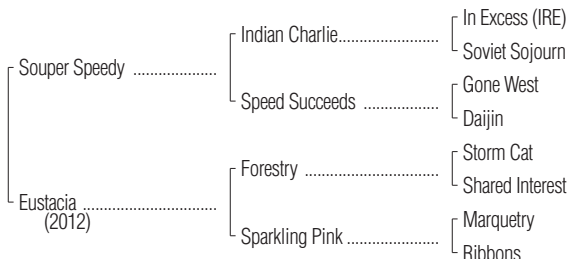 In Excess (IRE)
Indian Charlie..........................
Soviet Sojourn
Souper Speedy .....................
Gone West
Speed Succeeds ...................
Daijin
Storm Cat
Forestry ..................................
Shared Interest
Eustacia ..................................
(2012)
Marquetry
Sparkling Pink .......................
Ribbons